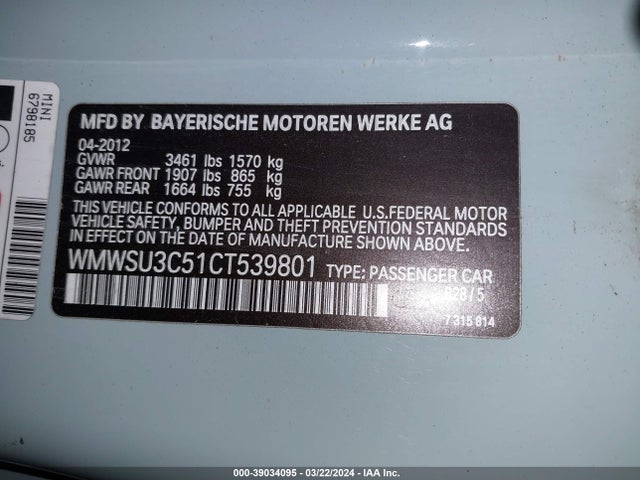 MFD BY BAYERISCHE MOTOREN WERKE AG
04-2012
GVWR 3461 lbs 1570 kg
GAWR FRONT 1907 lbs 865 kg
GAWR REAR 1664 lbs 755 kg
THIS VEHICLE CONFORMS TO ALL APPLICABLE U.S.FEDERAL MOTOR
VEHICLE SAFETY, BUMPER AND THEFT PREVENTION STANDARDS
IN EFFECT ON THE DATE OF MANUFACTURE SHOWN ABOVE.
WMWSU3C51CT539801 TYPE: PASSENGER CAR
B28 / 5
7 315 814
MINI
6798185
© - 000-39034095 - 03/22/2024 - IAA Inc.